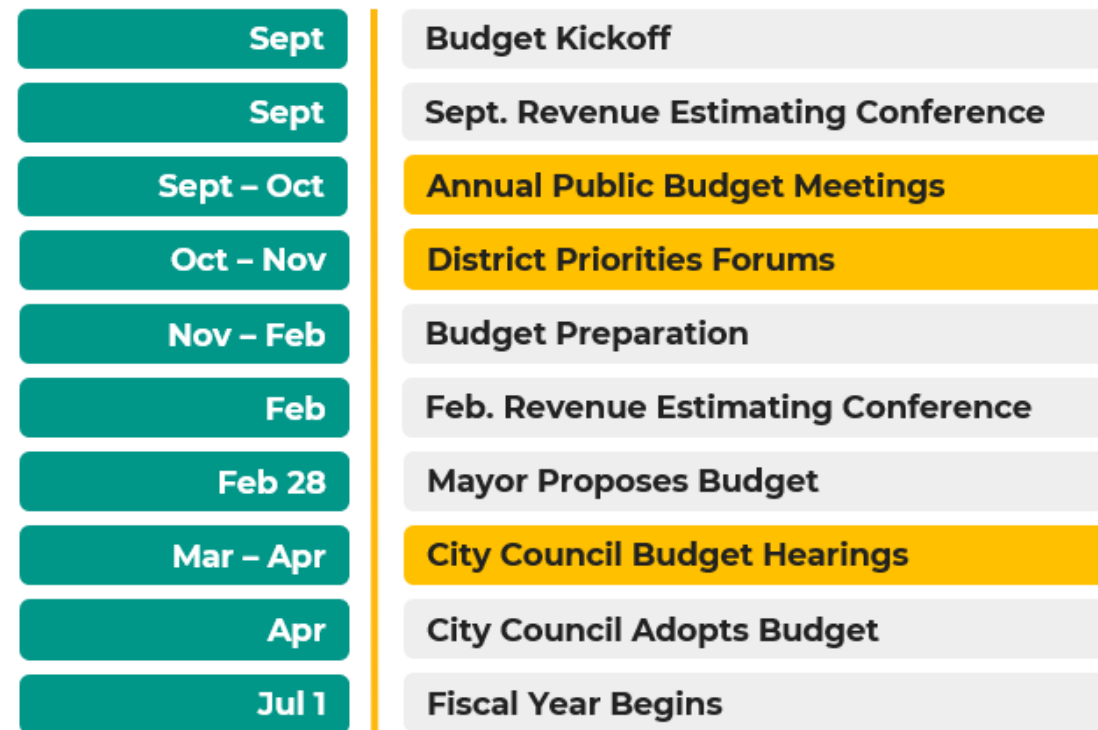 Sept Budget Kickoff
Sept Sept. Revenue Estimating Conference
Sept – Oct Annual Public Budget Meetings
Oct – Nov District Priorities Forums
Nov – Feb Budget Preparation
Feb Feb. Revenue Estimating Conference
Feb 28 Mayor Proposes Budget
Mar – Apr City Council Budget Hearings
Apr City Council Adopts Budget
Jul 1 Fiscal Year Begins